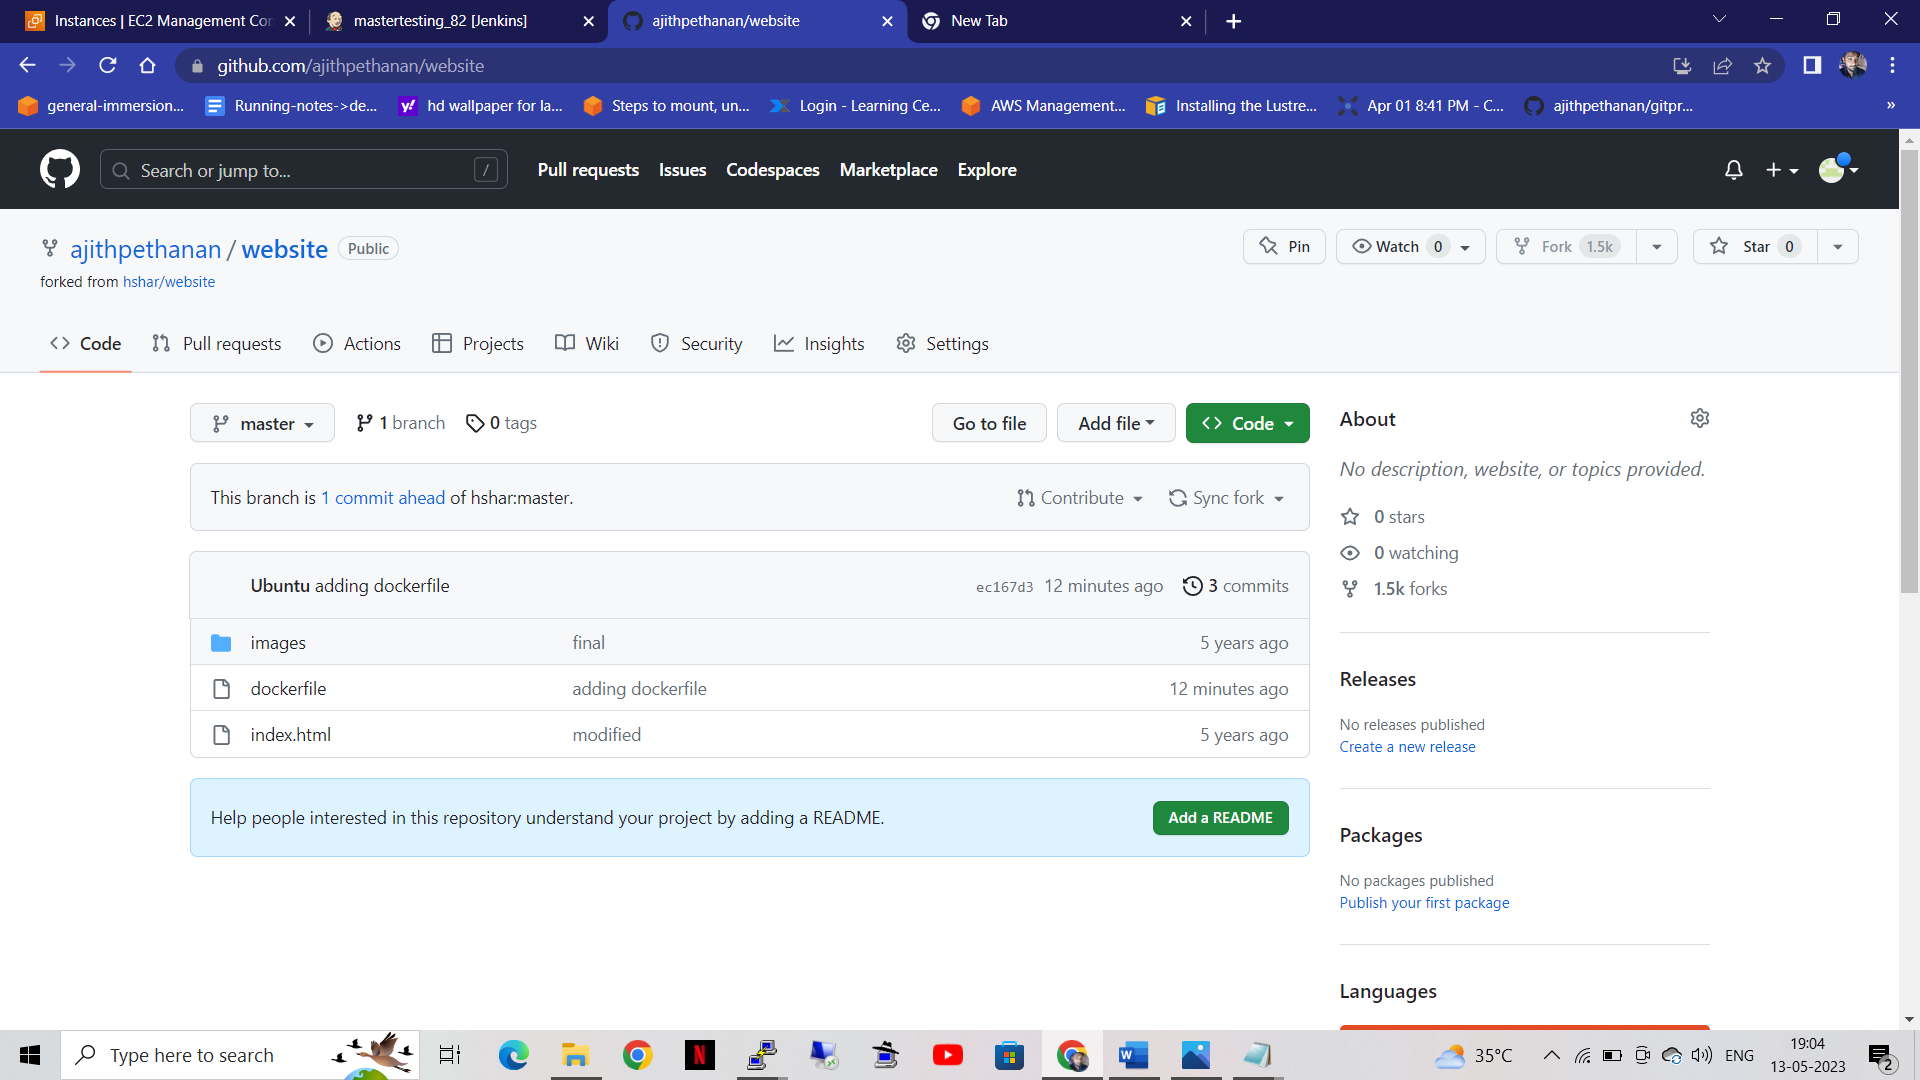 Instances | EC2 Management Con
mastertesting_82 [Jenkins]
ajithpethanan/website
New Tab
github.com/ajithpethanan/website
general-immersion...
Running-notes->de...
hd wallpaper for la...
Steps to mount, un...
Login - Learning Ce...
AWS Management...
Installing the Lustre...
Apr 01 8:41 PM - C...
ajithpethanan/gitpr...
»
Search or jump to...
/
Pull requests
Issues
Codespaces
Marketplace
Explore
ajithpethanan / website
Public
Pin
Watch 0
Fork 1.5k
Star 0
forked from hshar/website
Code
Pull requests
Actions
Projects
Wiki
Security
Insights
Settings
master
1 branch
0 tags
Go to file
Add file
Code
This branch is 1 commit ahead of hshar:master.
Contribute
Sync fork
Ubuntu adding dockerfile
ec167d3 12 minutes ago
3 commits
images
final
5 years ago
dockerfile
adding dockerfile
12 minutes ago
index.html
modified
5 years ago
Help people interested in this repository understand your project by adding a README.
Add a README
About
No description, website, or topics provided.
0 stars
0 watching
1.5k forks
Releases
No releases published
Create a new release
Packages
No packages published
Publish your first package
Languages
Type here to search
N
W
35°C
ENG
19:04
13-05-2023
2